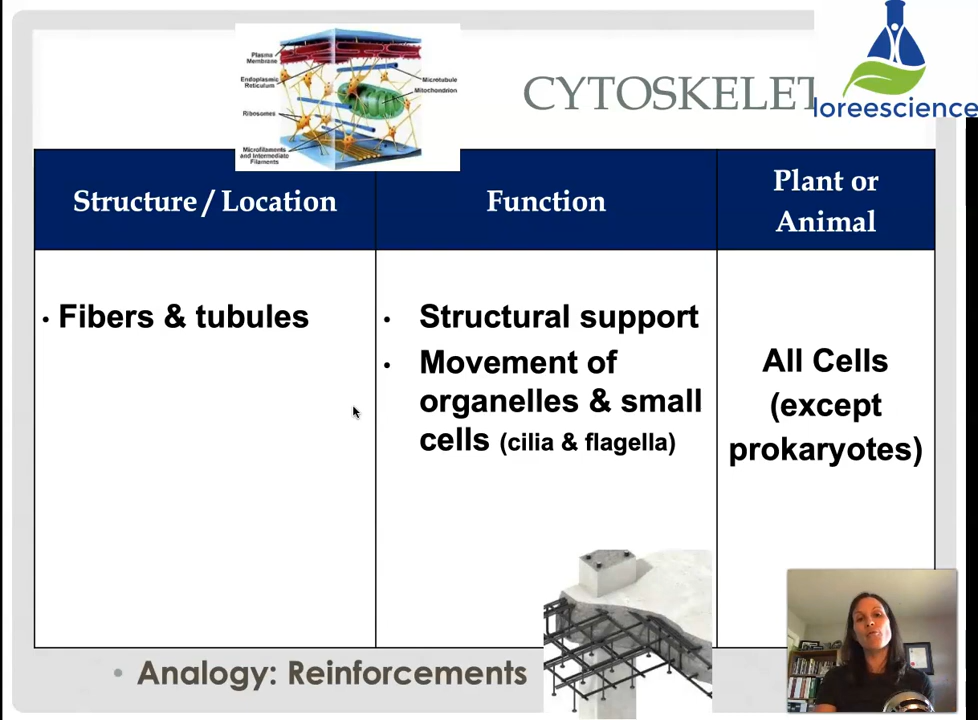 Plasma
Membrane
Endoplasmic
Reticulum
Ribosomes
Microfilaments
and Intermediate
Filaments
Microtubule
Mitochondrion
CYTOSKELET
loreescience
Structure / Location
Function
Plant or
Animal
• Fibers & tubules
• Structural support
• Movement of
organelles & small
cells (cilia & flagella)
All Cells
(except
prokaryotes)
• Analogy: Reinforcements